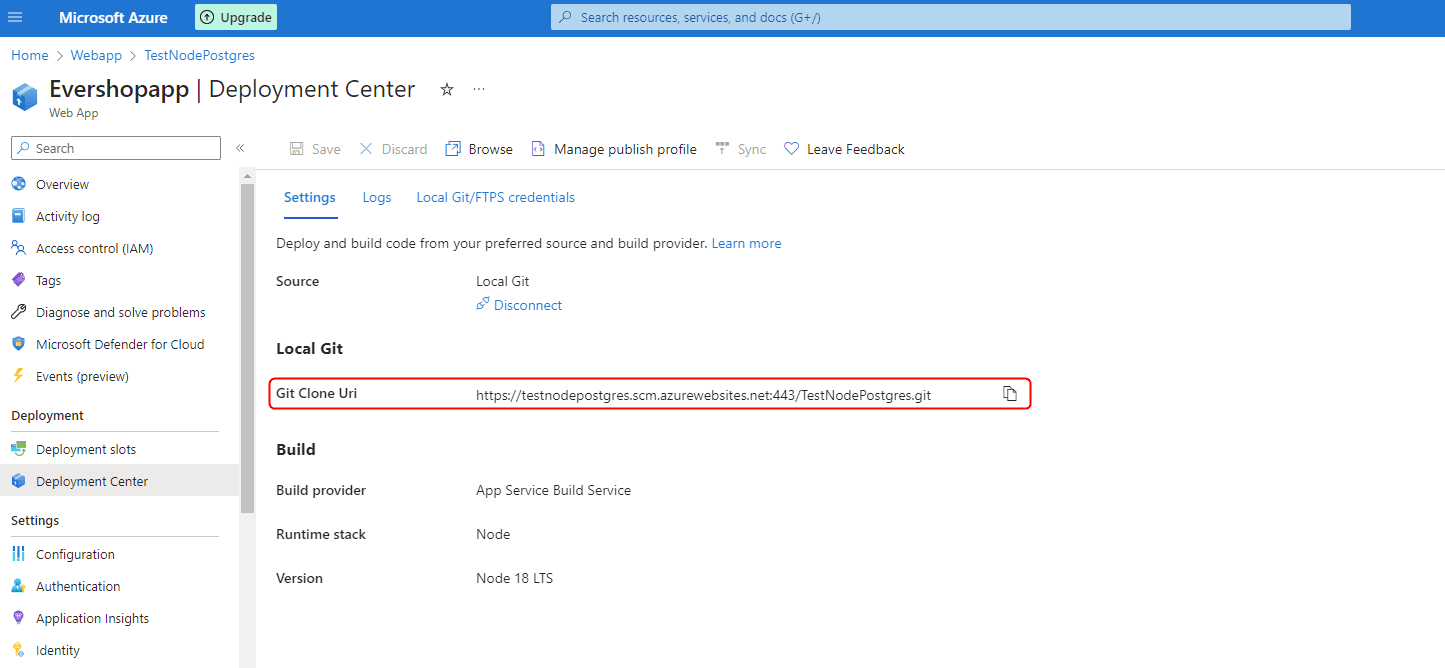 Microsoft Azure Upgrade Search resources, services, and docs (G+/)
Home > Webapp > TestNodePostgres
Evershopapp | Deployment Center ...
Web App
Search «
Save Discard Browse Manage publish profile Sync Leave Feedback
Overview
Activity log
Access control (IAM)
Tags
Diagnose and solve problems
Microsoft Defender for Cloud
Events (preview)
Deployment
Deployment slots
Deployment Center
Settings
Configuration
Authentication
Application Insights
Identity
Settings Logs Local Git/FTPS credentials
Deploy and build code from your preferred source and build provider. Learn more
Source Local Git
Disconnect
Local Git
Git Clone Uri https://testnodepostgres.scm.azurewebsites.net:443/TestNodePostgres.git
Build
Build provider App Service Build Service
Runtime stack Node
Version Node 18 LTS